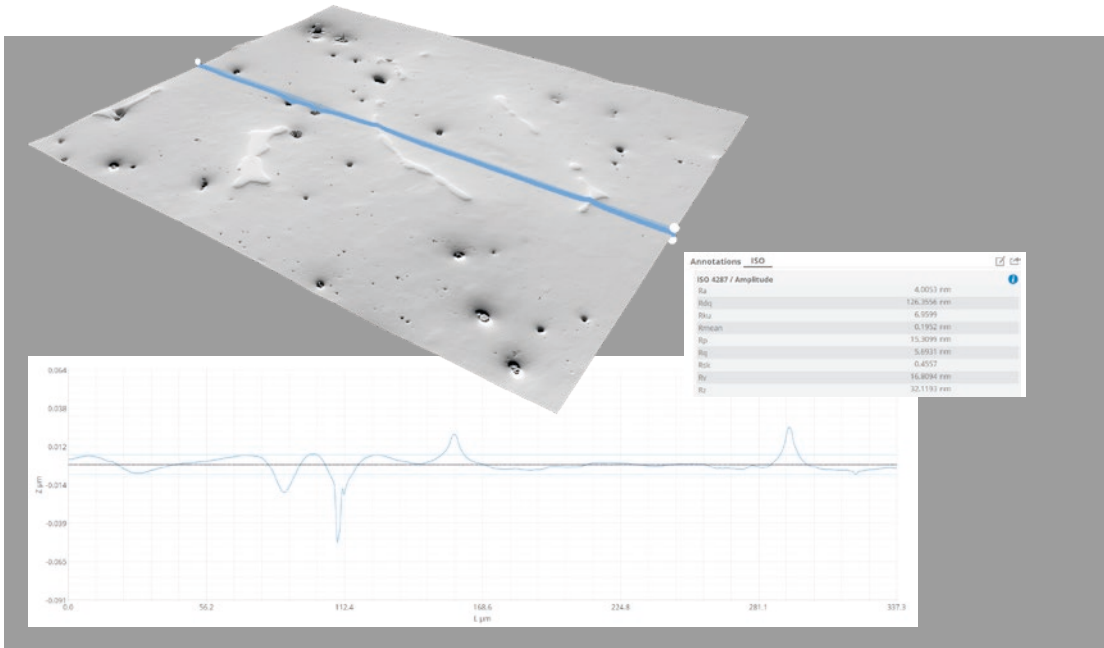 Annotations ISO
ISO 4287 / Amplitude
Ra 4.0053 nm
Rdq 126.3556 nm
Rku 6.9599
Rmean 0.1952 nm
Rp 15.3099 nm
Rq 5.6931 nm
Rsk 0.4557
Rv 16.8094 nm
Rz 32.1193 nm
0.064
0.038
0.012
-0.014
-0.039
-0.065
-0.091
Z, µm
0.0 56.2 112.4 168.6 224.8 281.1 337.3
l, µm